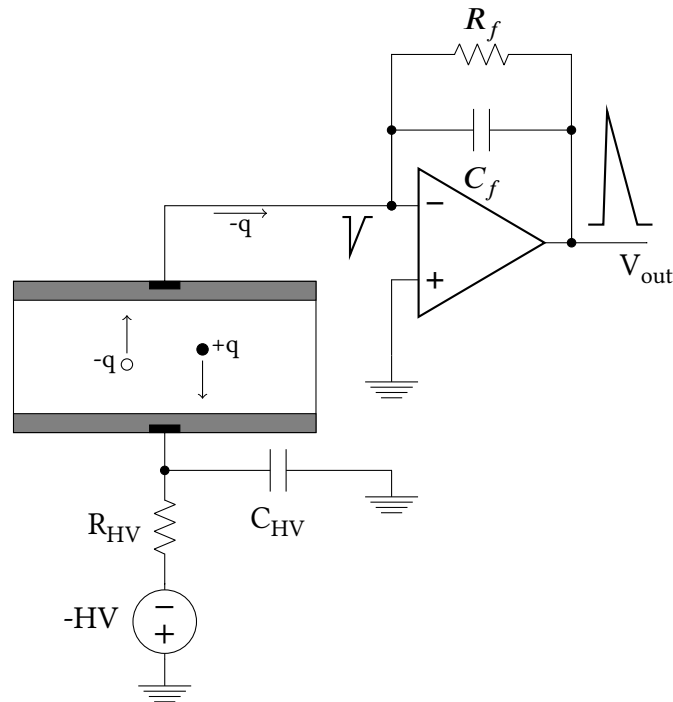 R_f
C_f
-q
− 
+
V_out
-q
+q
R_HV
C_HV
-HV
−
+